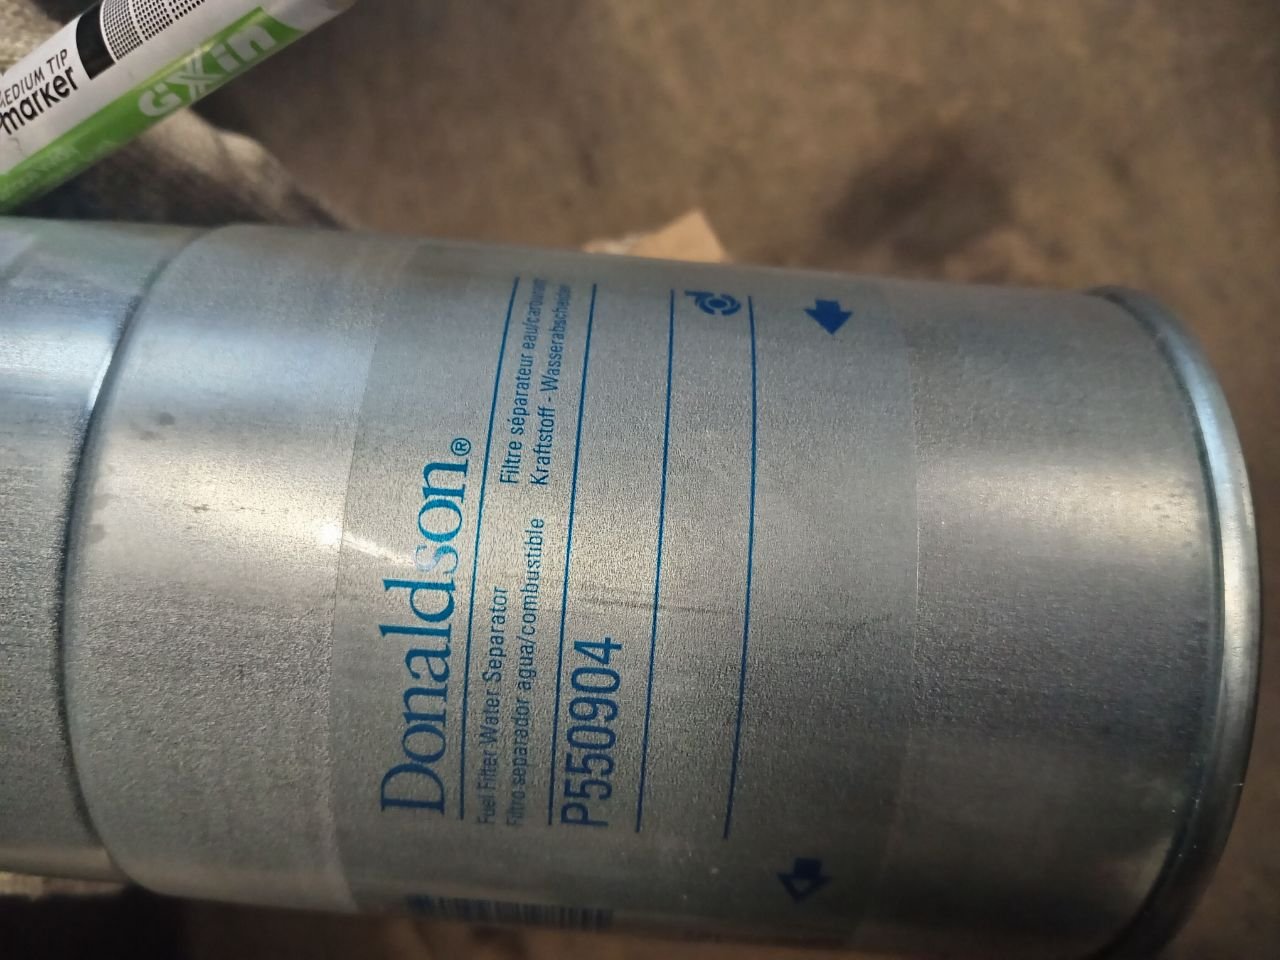 MEDIUM TIP
marker
GXin
Donaldson®
Fuel Filter Water Separator
Filtro separador agua/combustible
Filtre séparateur eau/carburant
Kraftstoff - Wasserabscheider
P550904